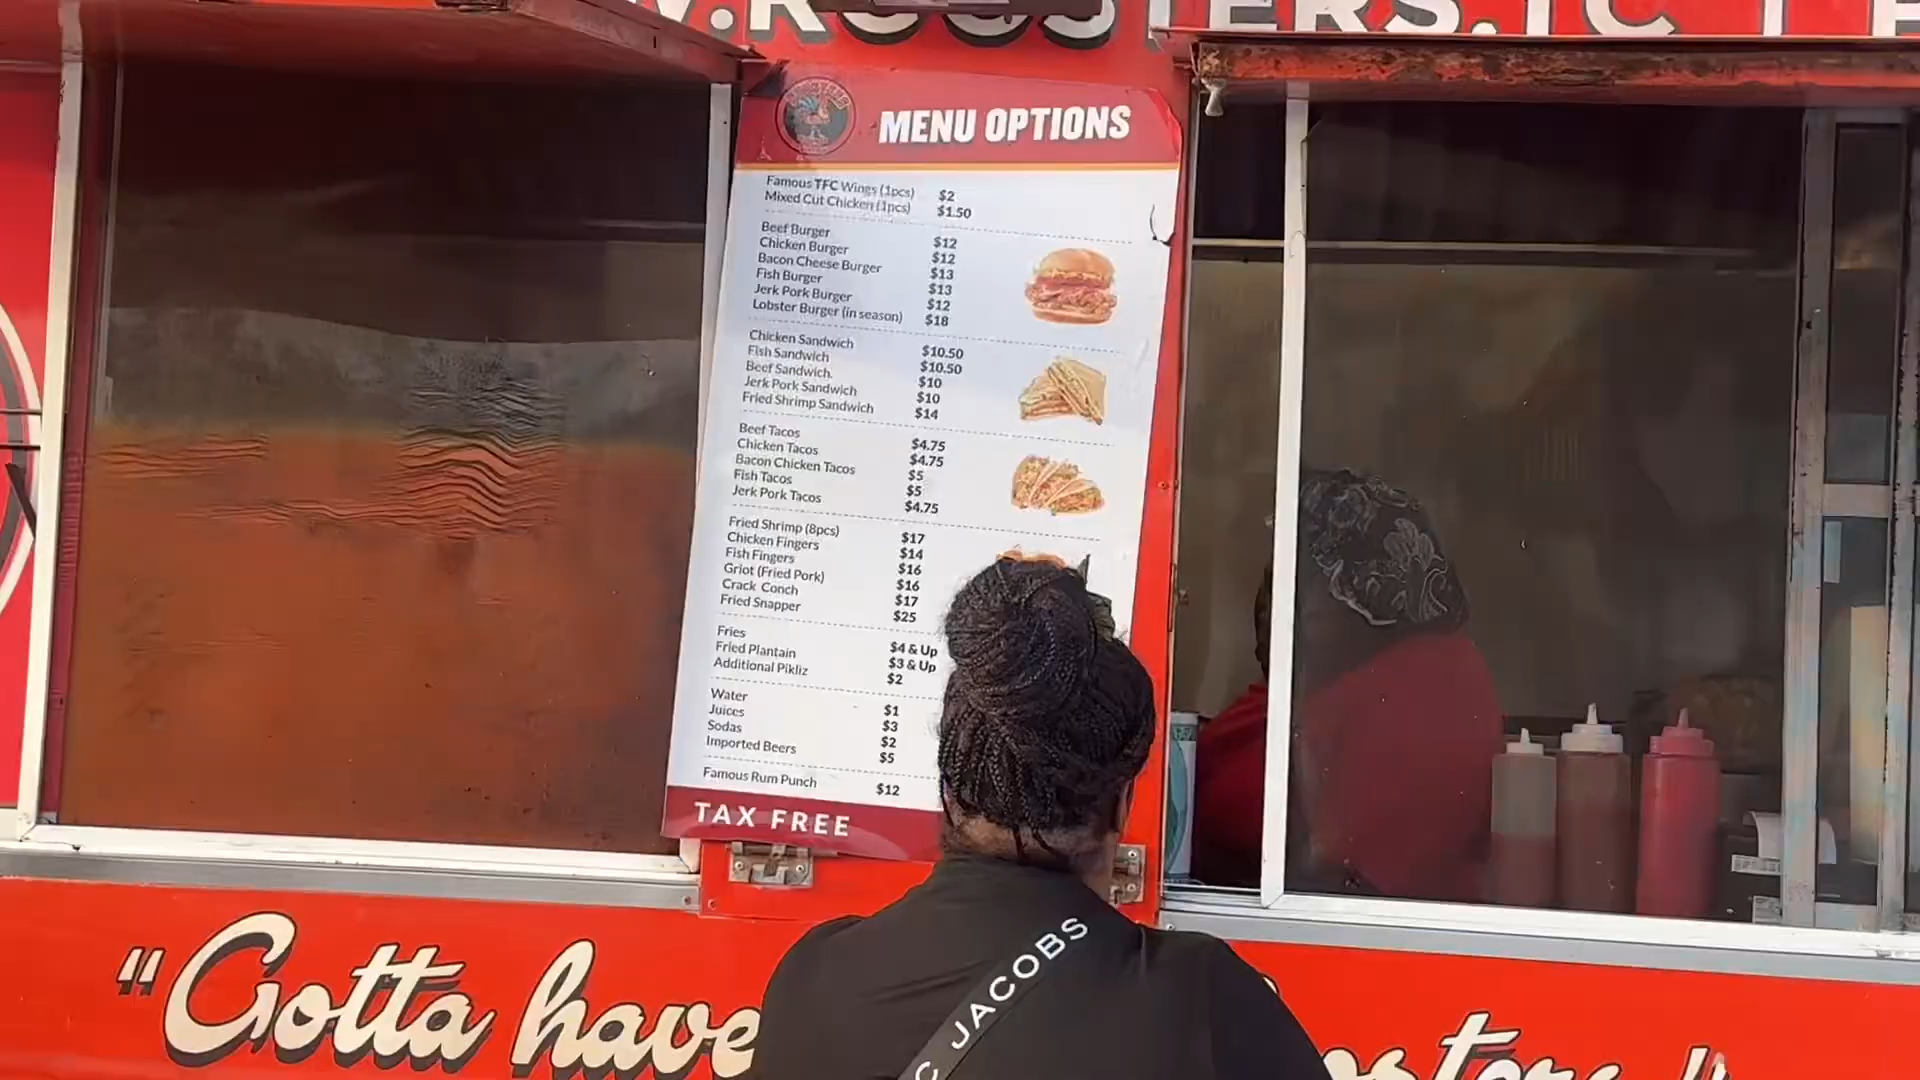 ROOSTERS.TC
MENU OPTIONS
Famous TFC Wings (1pcs) $2
Mixed Cut Chicken (1pcs) $1.50
Beef Burger $12
Chicken Burger $12
Bacon Cheese Burger $13
Fish Burger $13
Jerk Pork Burger $12
Lobster Burger (in season) $18
Chicken Sandwich $10.50
Fish Sandwich $10.50
Beef Sandwich. $10
Jerk Pork Sandwich $10
Fried Shrimp Sandwich $14
Beef Tacos $4.75
Chicken Tacos $4.75
Bacon Chicken Tacos $5
Fish Tacos $5
Jerk Pork Tacos $4.75
Fried Shrimp (8pcs) $17
Chicken Fingers $14
Fish Fingers $16
Griot (Fried Pork) $16
Crack Conch $17
Fried Snapper $25
Fries $4 & Up
Fried Plantain $3 & Up
Additional Pikliz $2
Water $1
Juices $3
Sodas $2
Imported Beers $5
Famous Rum Punch $12
TAX FREE
"Gotta have
JACOBS